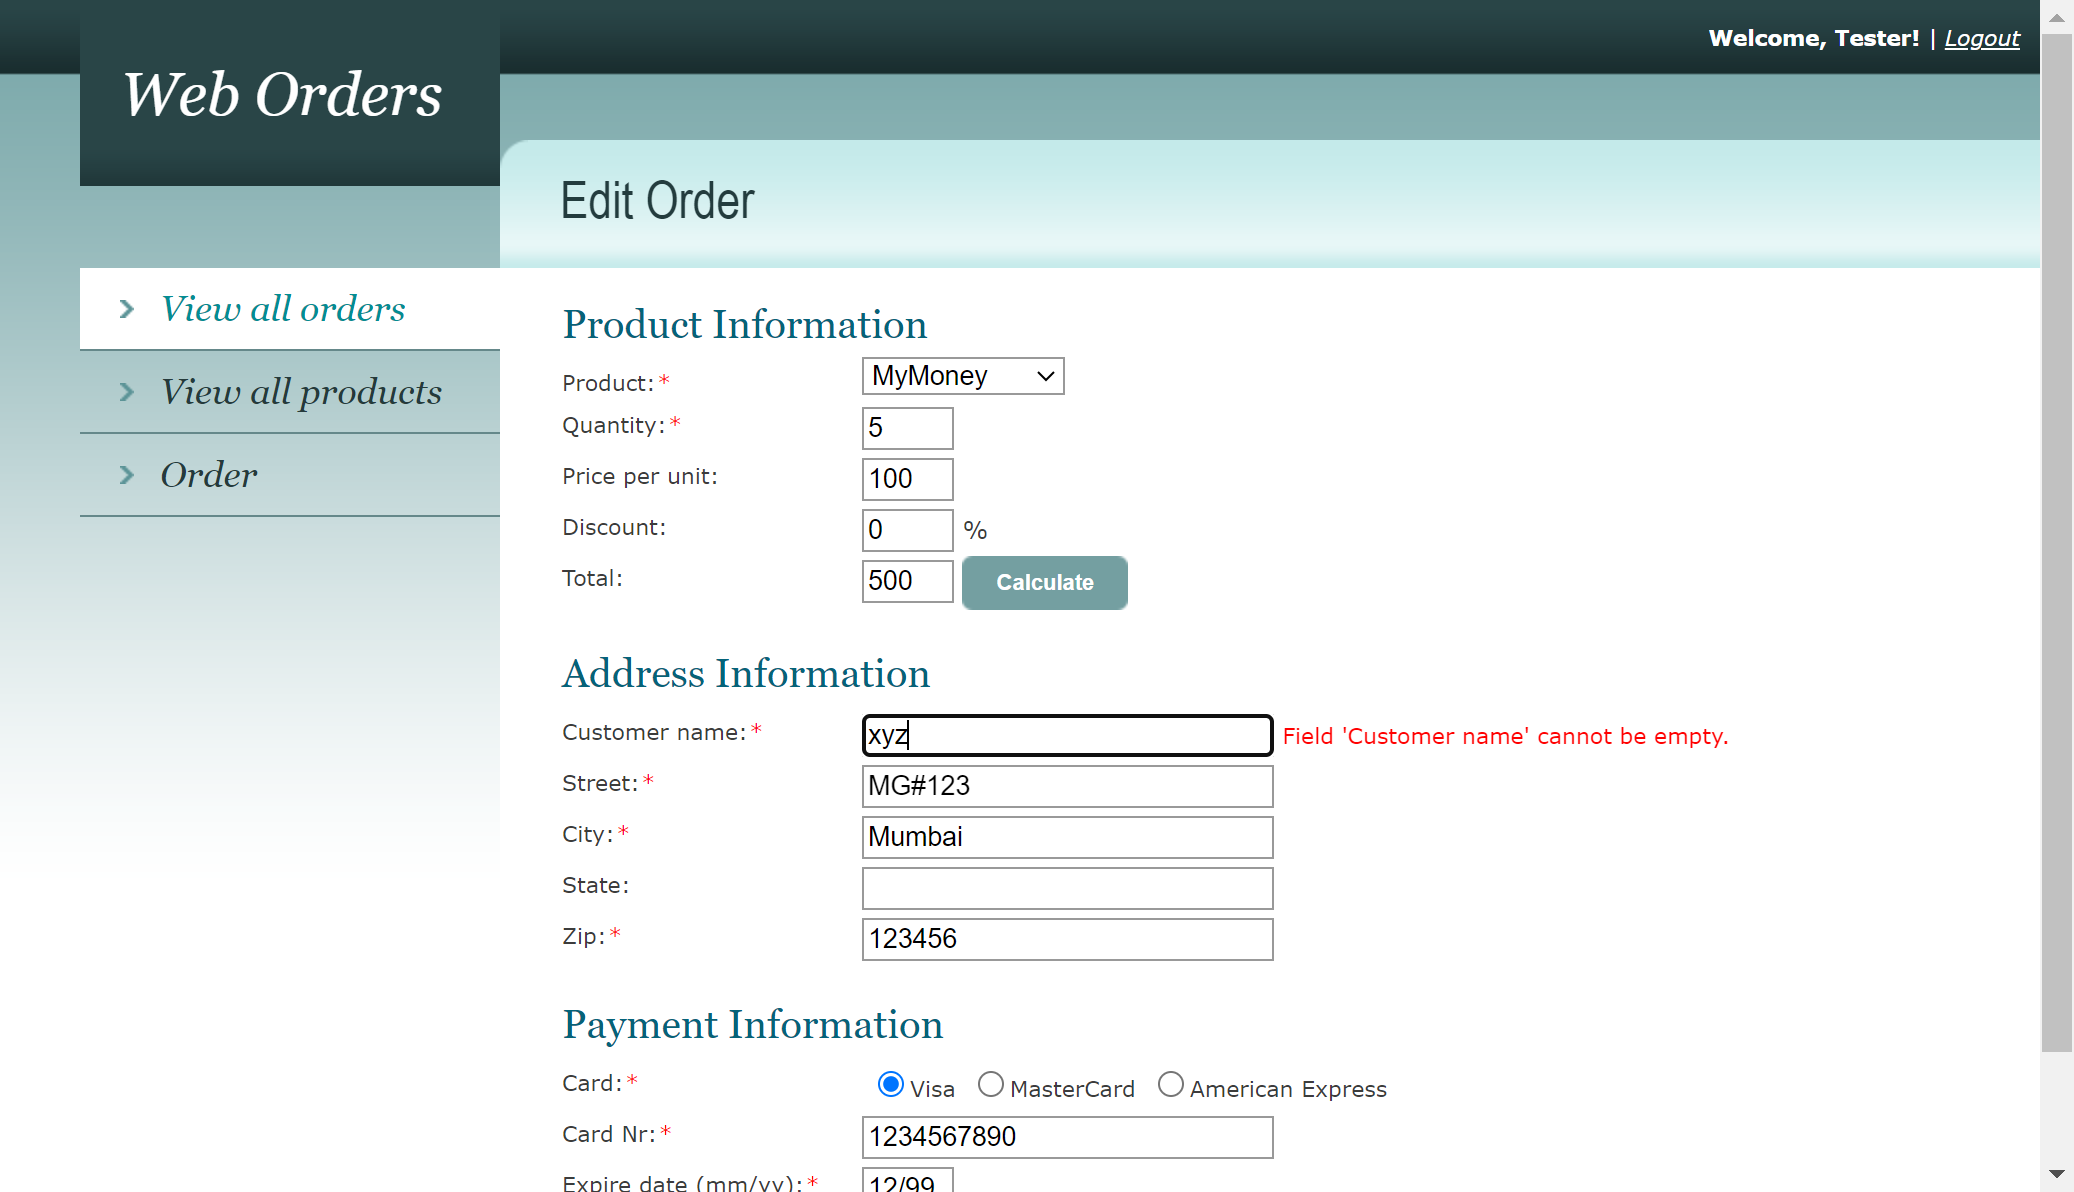 Welcome, Tester! | Logout
Web Orders
Edit Order
View all orders
View all products
Order
Product Information
Product:* MyMoney
Quantity:* 5
Price per unit: 100
Discount: 0 %
Total: 500 Calculate
Address Information
Customer name:* xyz Field 'Customer name' cannot be empty.
Street:* MG#123
City:* Mumbai
State:
Zip:* 123456
Payment Information
Card:* Visa MasterCard American Express
Card Nr:* 1234567890
Expire date (mm/yy):* 12/99